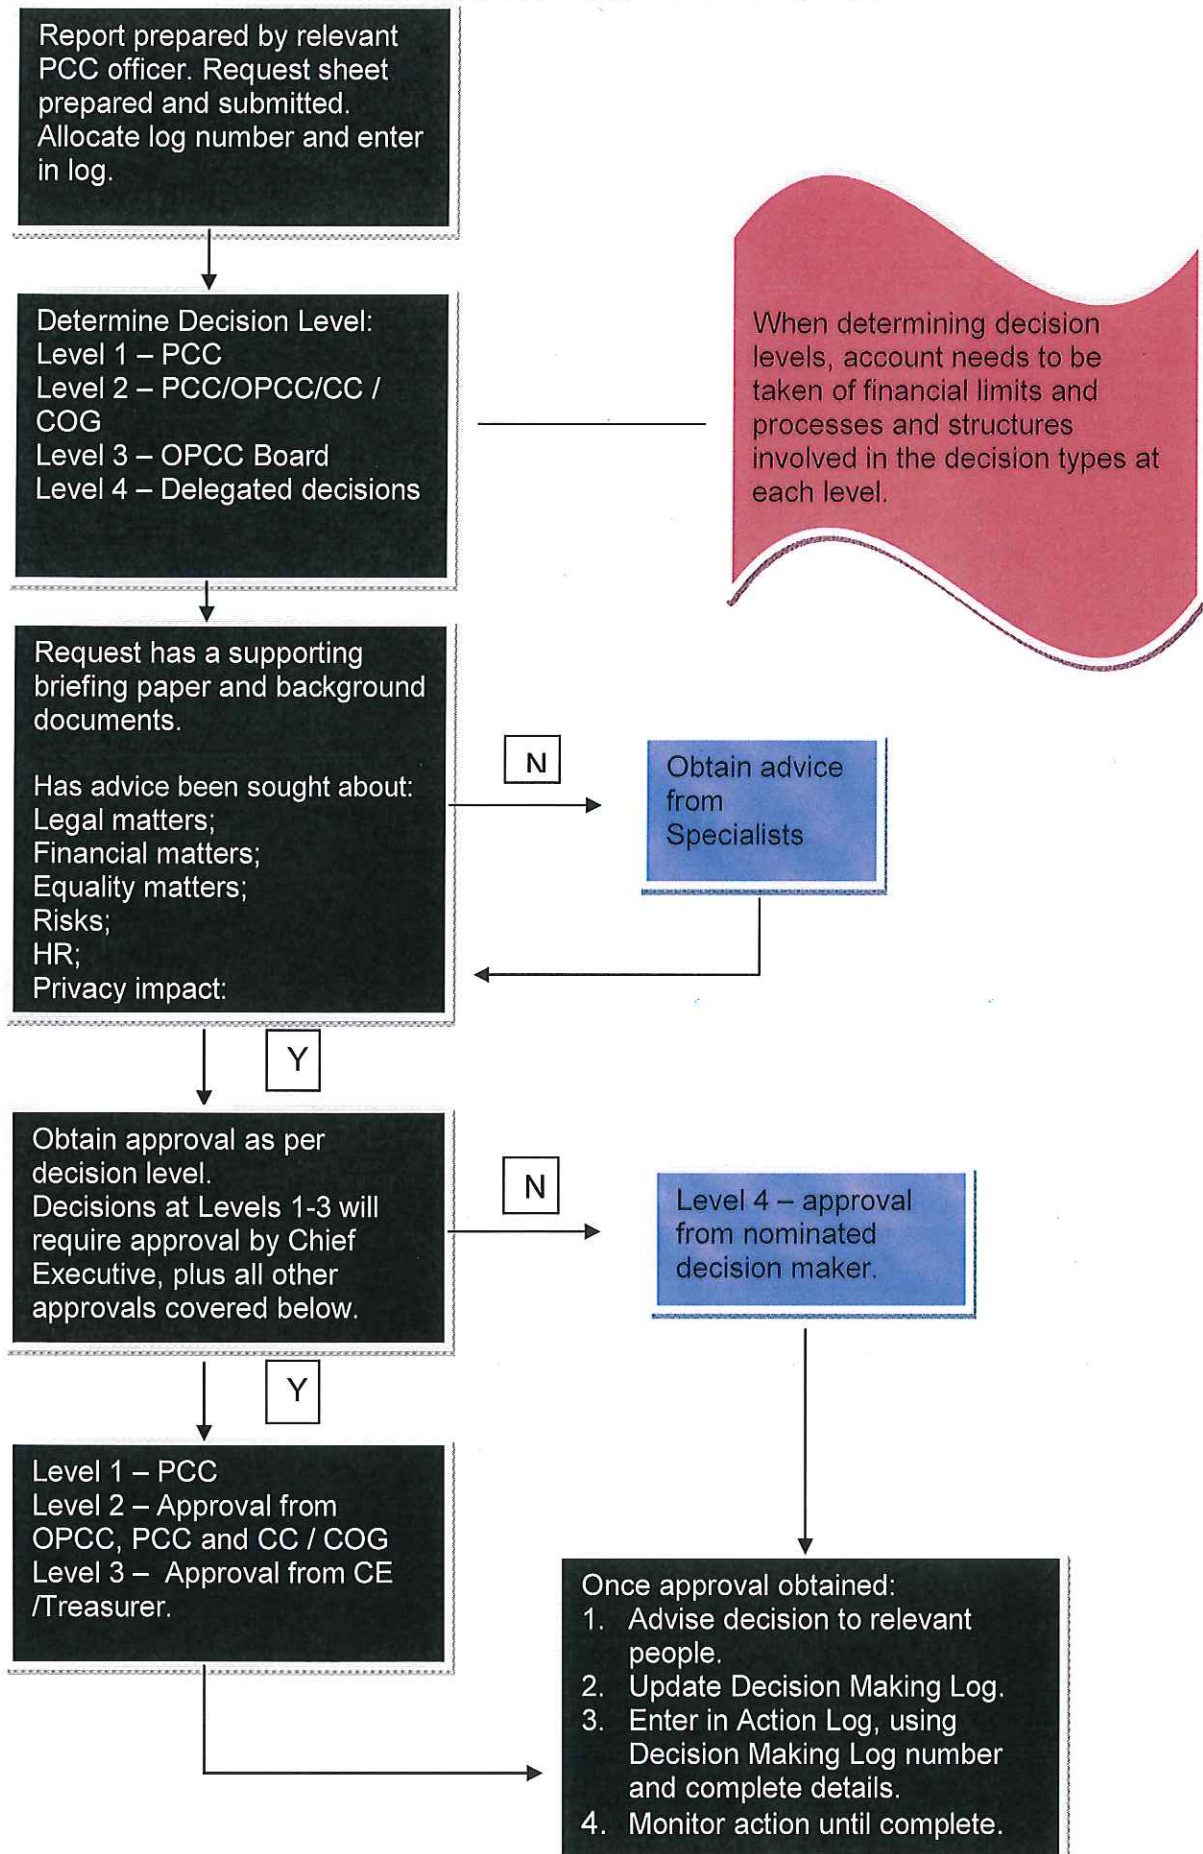 Report prepared by relevant
PCC officer. Request sheet
prepared and submitted.
Allocate log number and enter
in log.
Determine Decision Level:
Level 1 – PCC
Level 2 – PCC/OPCC/CC /
COG
Level 3 – OPCC Board
Level 4 – Delegated decisions
When determining decision
levels, account needs to be
taken of financial limits and
processes and structures
involved in the decision types at
each level.
Request has a supporting
briefing paper and background
documents.
Has advice been sought about:
Legal matters;
Financial matters;
Equality matters;
Risks;
HR;
Privacy impact:
N
Obtain advice
from
Specialists
Y
Obtain approval as per
decision level.
Decisions at Levels 1-3 will
require approval by Chief
Executive, plus all other
approvals covered below.
N
Level 4 – approval
from nominated
decision maker.
Y
Level 1 – PCC
Level 2 – Approval from
OPCC, PCC and CC / COG
Level 3 – Approval from CE
/Treasurer.
Once approval obtained:
1. Advise decision to relevant
people.
2. Update Decision Making Log.
3. Enter in Action Log, using
Decision Making Log number
and complete details.
4. Monitor action until complete.